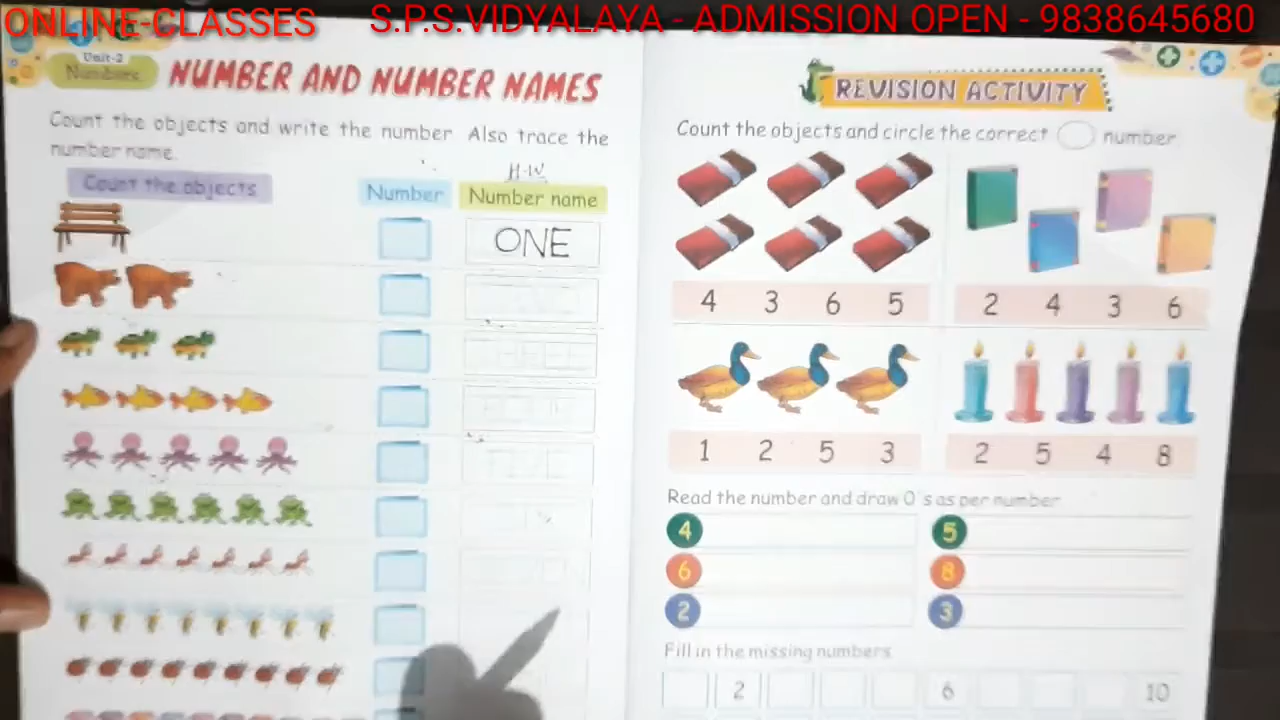 ONLINE-CLASSES S.P.S.VIDYALAYA - ADMISSION OPEN - 9838645680
Unit-2
Numbers
NUMBER AND NUMBER NAMES
Count the objects and write the number Also trace the
number name.
H-W
Count the objects Number Number name
ONE
THREE
FIVE
REVISION ACTIVITY
Count the objects and circle the correct number
4 3 6 5
2 4 3 6
1 2 5 3
2 5 4 8
Read the number and draw 0's as per number
4 5
6 8
2 3
Fill in the missing numbers
2 6 10